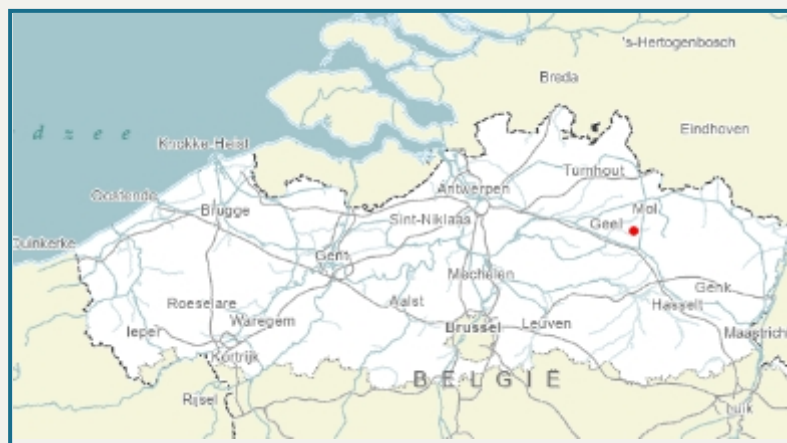 's-Hertogenbosch
Breda
d z e e
Eindhoven
Knokke-Heist
Turnhout
Oostende
Antwerpen
Mol
Brugge
Sint-Niklaas
Geel
Duinkerke
Gent
Mechelen
Genk
Roeselare
Aalst
Hasselt
Ieper
Waregem
Brussel
Leuven
Maastrich
Kortrijk
BELGIË
Rijsel
Luik